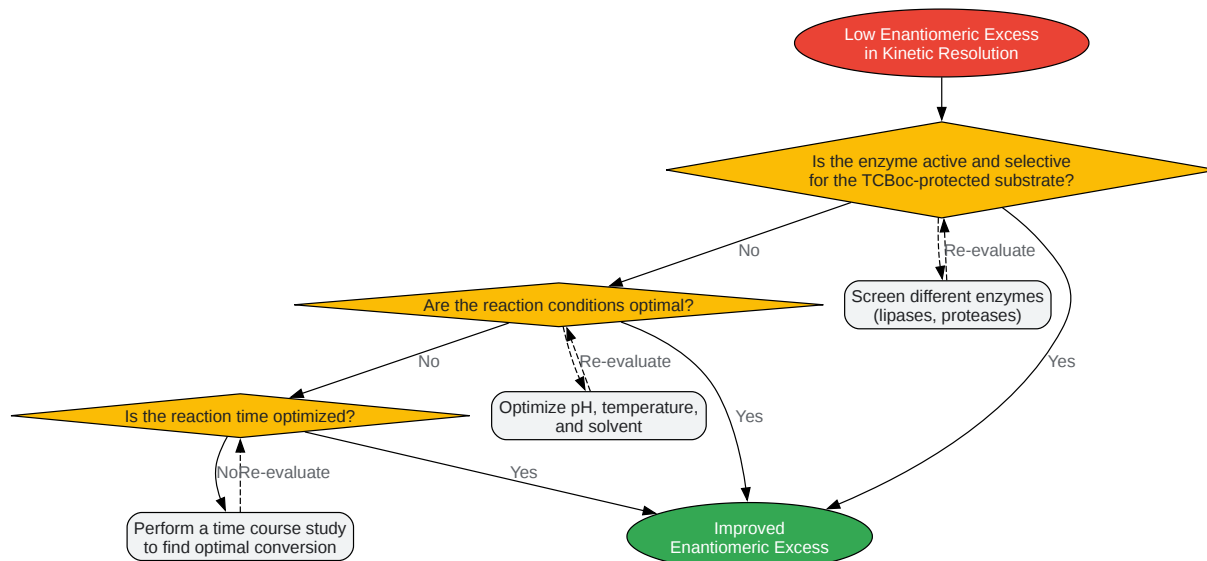 Low Enantiomeric Excess
in Kinetic Resolution
Is the enzyme active and selective
for the TCBoc-protected substrate?
No
Re-evaluate
Yes
Screen different enzymes
(lipases, proteases)
Are the reaction conditions optimal?
No
Re-evaluate
Yes
Optimize pH, temperature,
and solvent
Is the reaction time optimized?
No
Re-evaluate
Yes
Perform a time course study
to find optimal conversion
Improved
Enantiomeric Excess